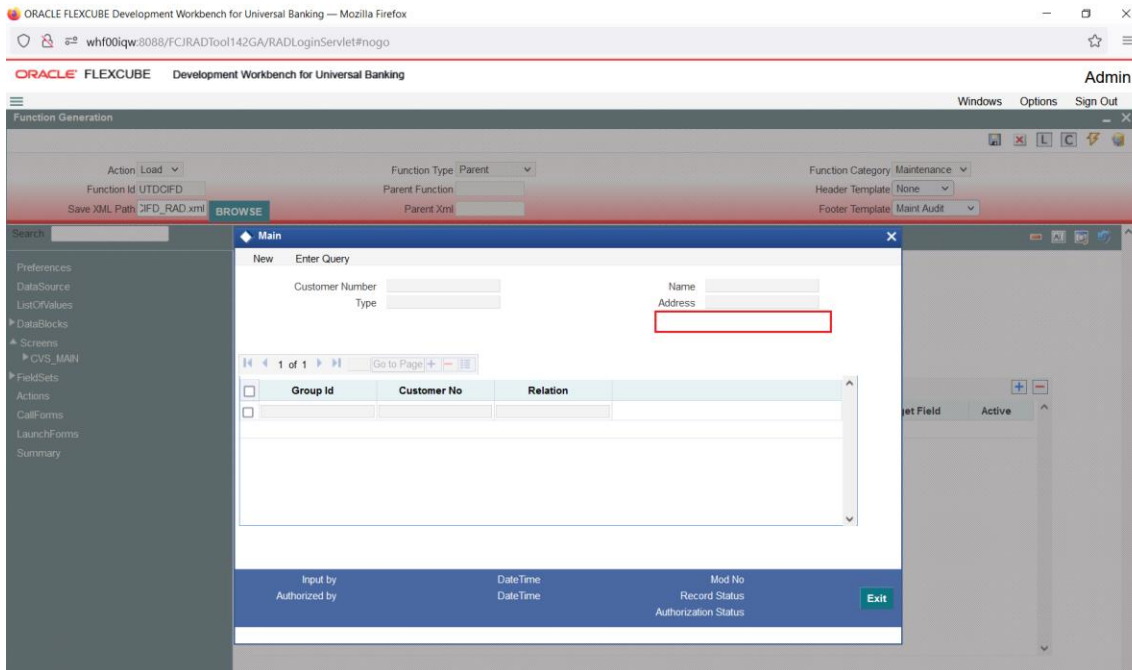 ORACLE FLEXCUBE Development Workbench for Universal Banking — Mozilla Firefox
whf00iqw:8088/FCJRADTool142GA/RADLoginServlet#nogo
ORACLE FLEXCUBE Development Workbench for Universal Banking Admin
Windows Options Sign Out
Function Generation
L C
Action Load Function Type Parent Function Category Maintenance
Function Id UTDCIFD Parent Function Header Template None
Save XML Path CIFD_RAD.xml BROWSE Parent Xml Footer Template Maint Audit
Search
Main
Preferences
DataSource
ListOfValues
DataBlocks
Screens
CVS_MAIN
FieldSets
Actions
CallForms
LaunchForms
Summary
New Enter Query
Customer Number Name
Type Address
1 of 1 Go to Page
Group Id Customer No Relation
get Field Active
Input by DateTime Mod No
Authorized by DateTime Record Status
Authorization Status
Exit